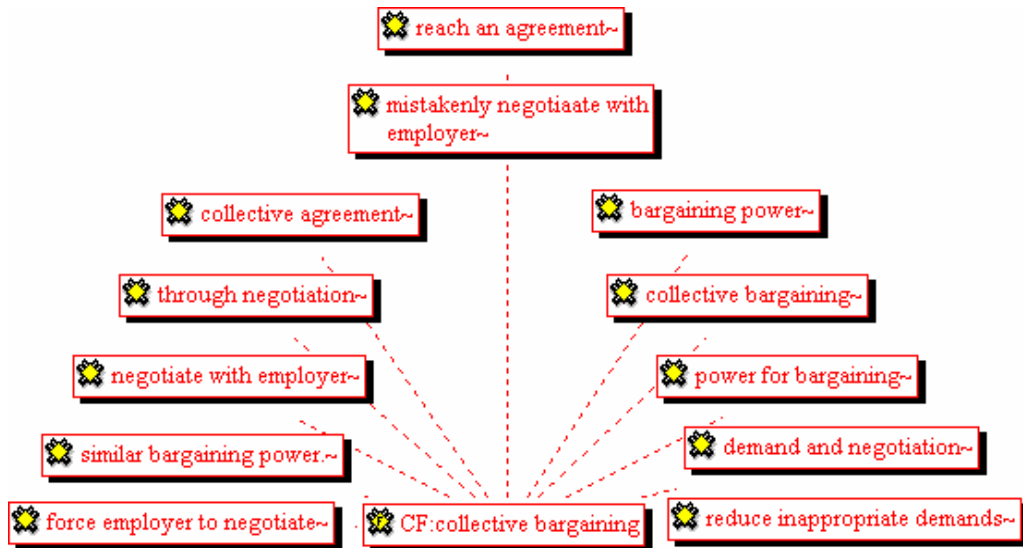 reach an agreement~
mistakenly negotiaate with
employer~
collective agreement~
bargaining power~
through negotiation~
collective bargaining~
negotiate with employer~
power for bargaining~
similar bargaining power.~
demand and negotiation~
force employer to negotiate~
CF:collective bargaining
reduce inappropriate demands~